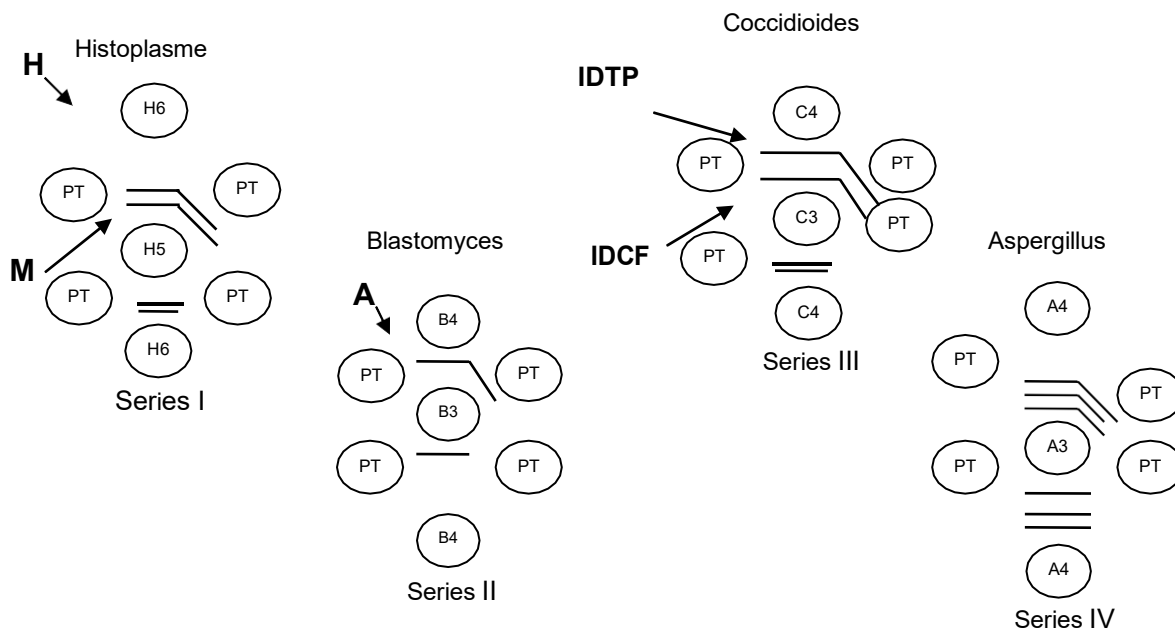 Histoplasme
H
H6
PT
PT
M
H5
PT
PT
H6
Series I
Blastomyces
A
B4
PT
PT
B3
PT
PT
B4
Series II
Coccidioides
IDTP
C4
PT
PT
C3
PT
IDCF
PT
C4
Series III
Aspergillus
A4
PT
PT
A3
PT
PT
A4
Series IV